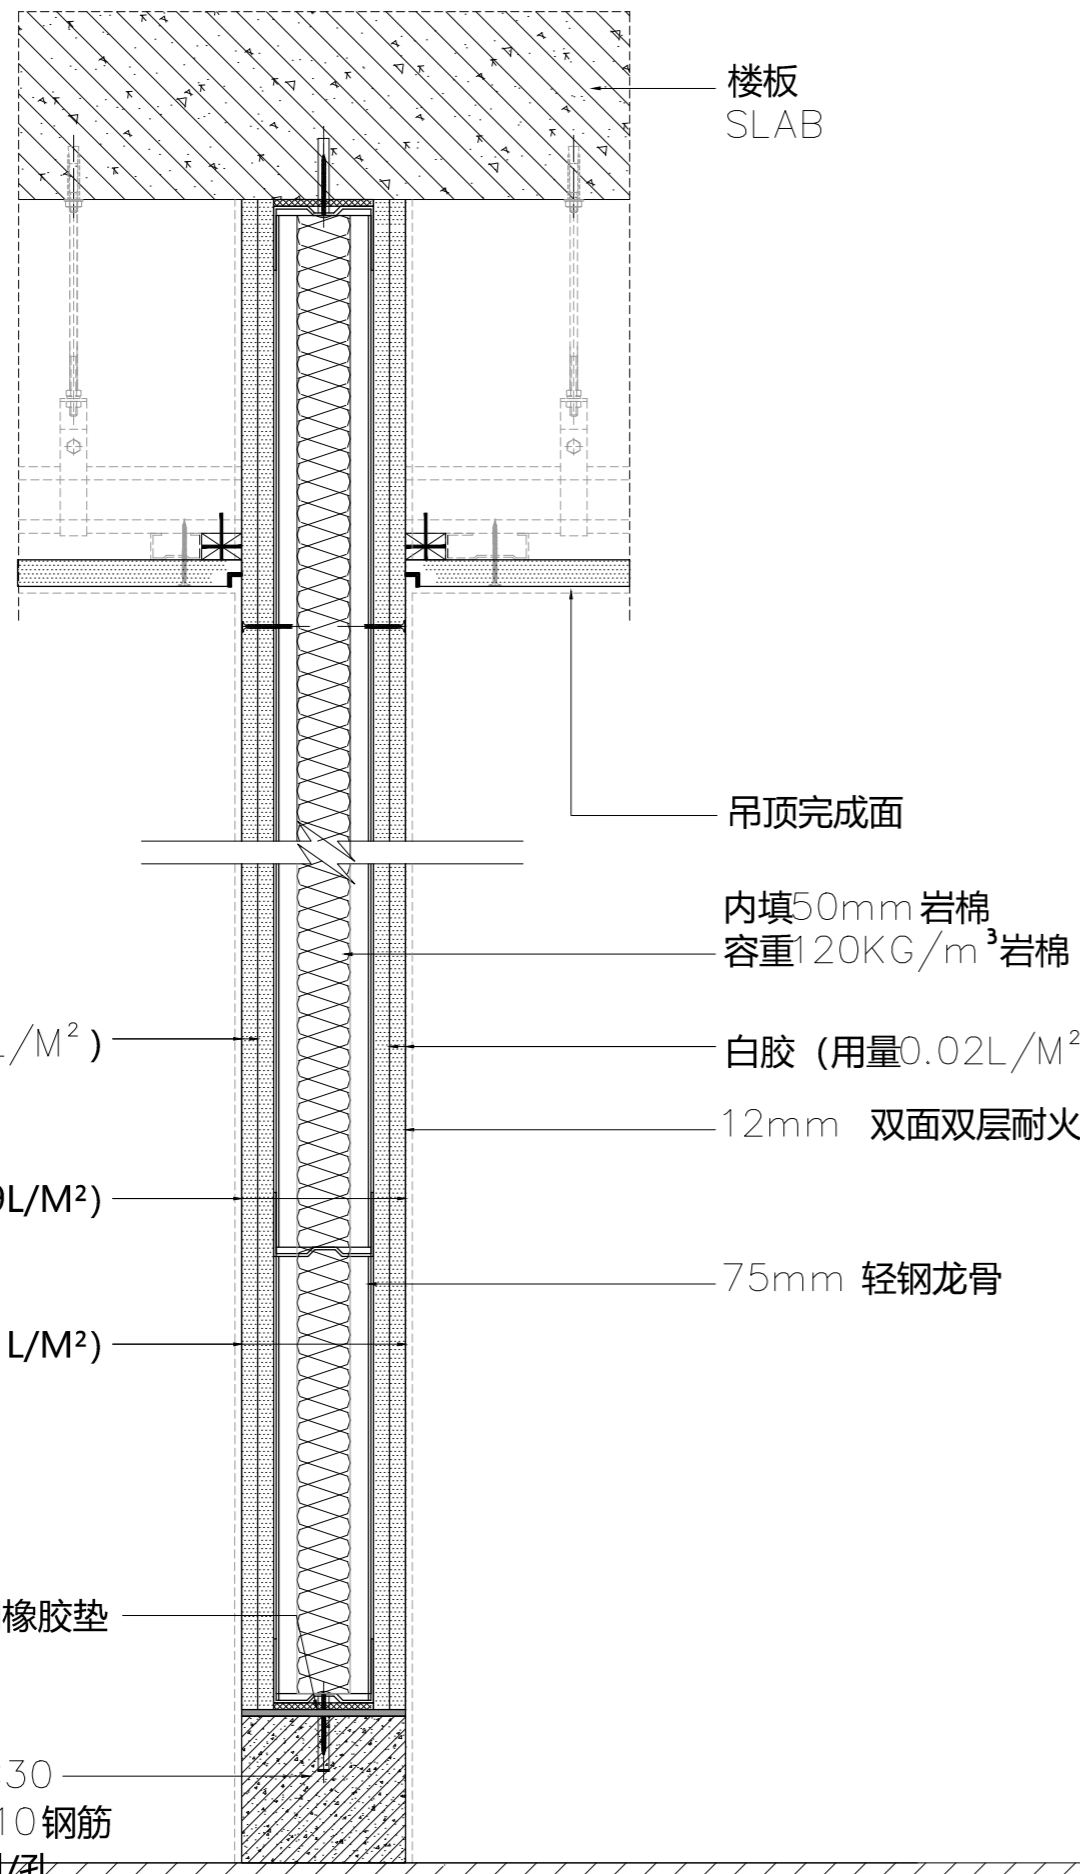 楼板
SLAB
吊顶完成面
内填50mm 岩棉
容重120KG/m³岩棉
L/M²)
白胶 (用量0.02L/M²
12mm 双面双层耐火
9L/M²)
75mm 轻钢龙骨
L/M²)
橡胶垫
30
10钢筋